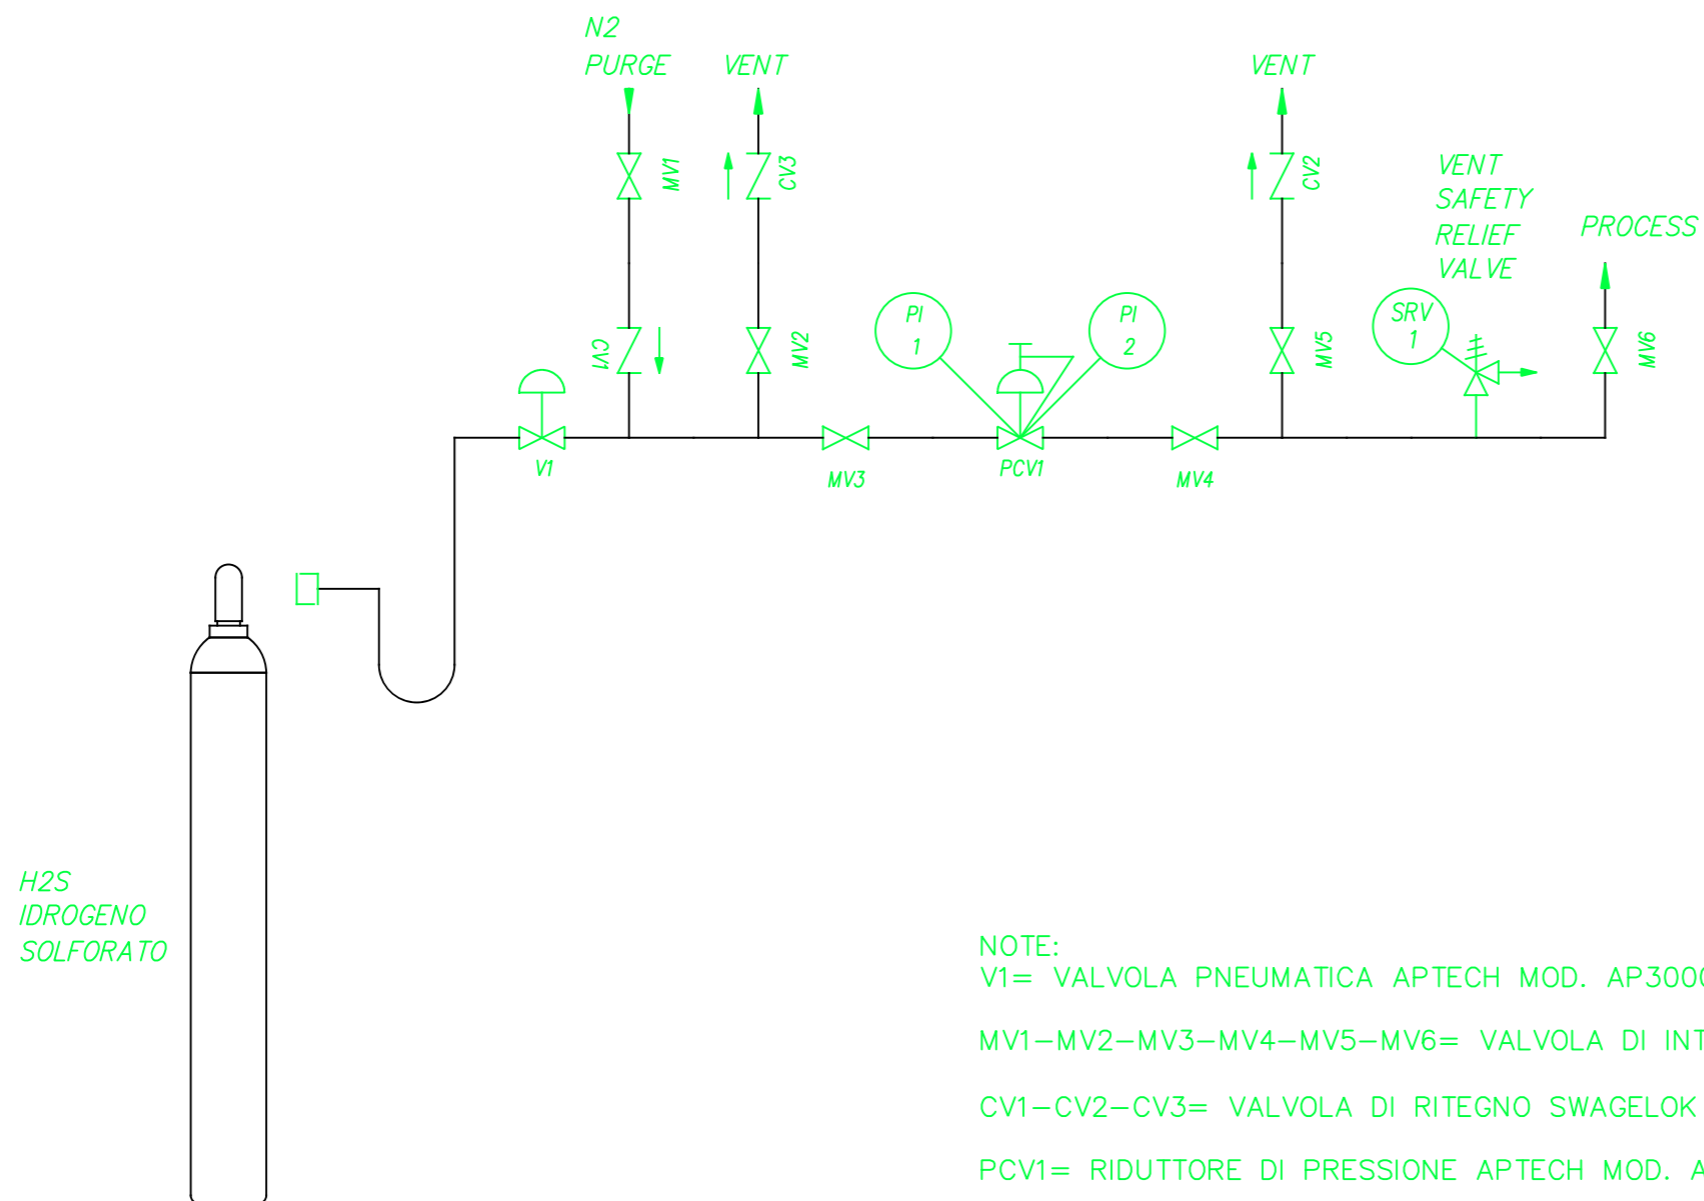 N2
PURGE
VENT
VENT
MV1
CV3
CV2
VENT
SAFETY
RELIEF
VALVE
PROCESS
CV1
MV2
PI
1
PI
2
MV5
SRV
1
MV6
V1
MV3
PCV1
MV4
H2S
IDROGENO
SOLFORATO
NOTE:
V1= VALVOLA PNEUMATICA APTECH MOD.
MV1-MV2-MV3-MV4-MV5-MV6= VALVOLA DI
CV1-CV2-CV3= VALVOLA DI RITEGNO SWAGELOK
PCV1= RIDUTTORE DI PRESSIONE APTECH MOD.